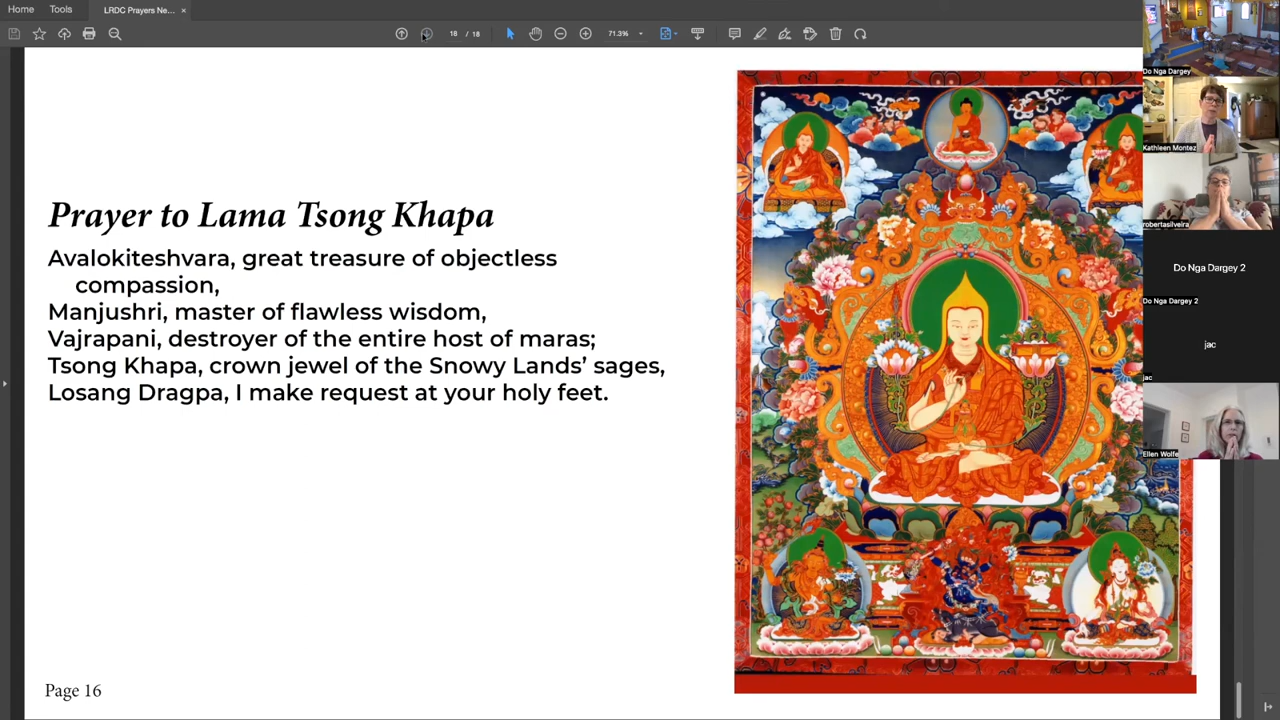 Home
Tools
LRDC Prayers Ne...
×
18 / 18
71.3%
Prayer to Lama Tsong Khapa
Avalokiteshvara, great treasure of objectless
compassion,
Manjushri, master of flawless wisdom,
Vajrapani, destroyer of the entire host of maras;
Tsong Khapa, crown jewel of the Snowy Lands’ sages,
Losang Dragpa, I make request at your holy feet.
Page 16
Do Nga Dargey
Kathleen Montez
robertasilveira
Do Nga Dargey 2
Do Nga Dargey 2
jac
jac
Ellen Wolfe